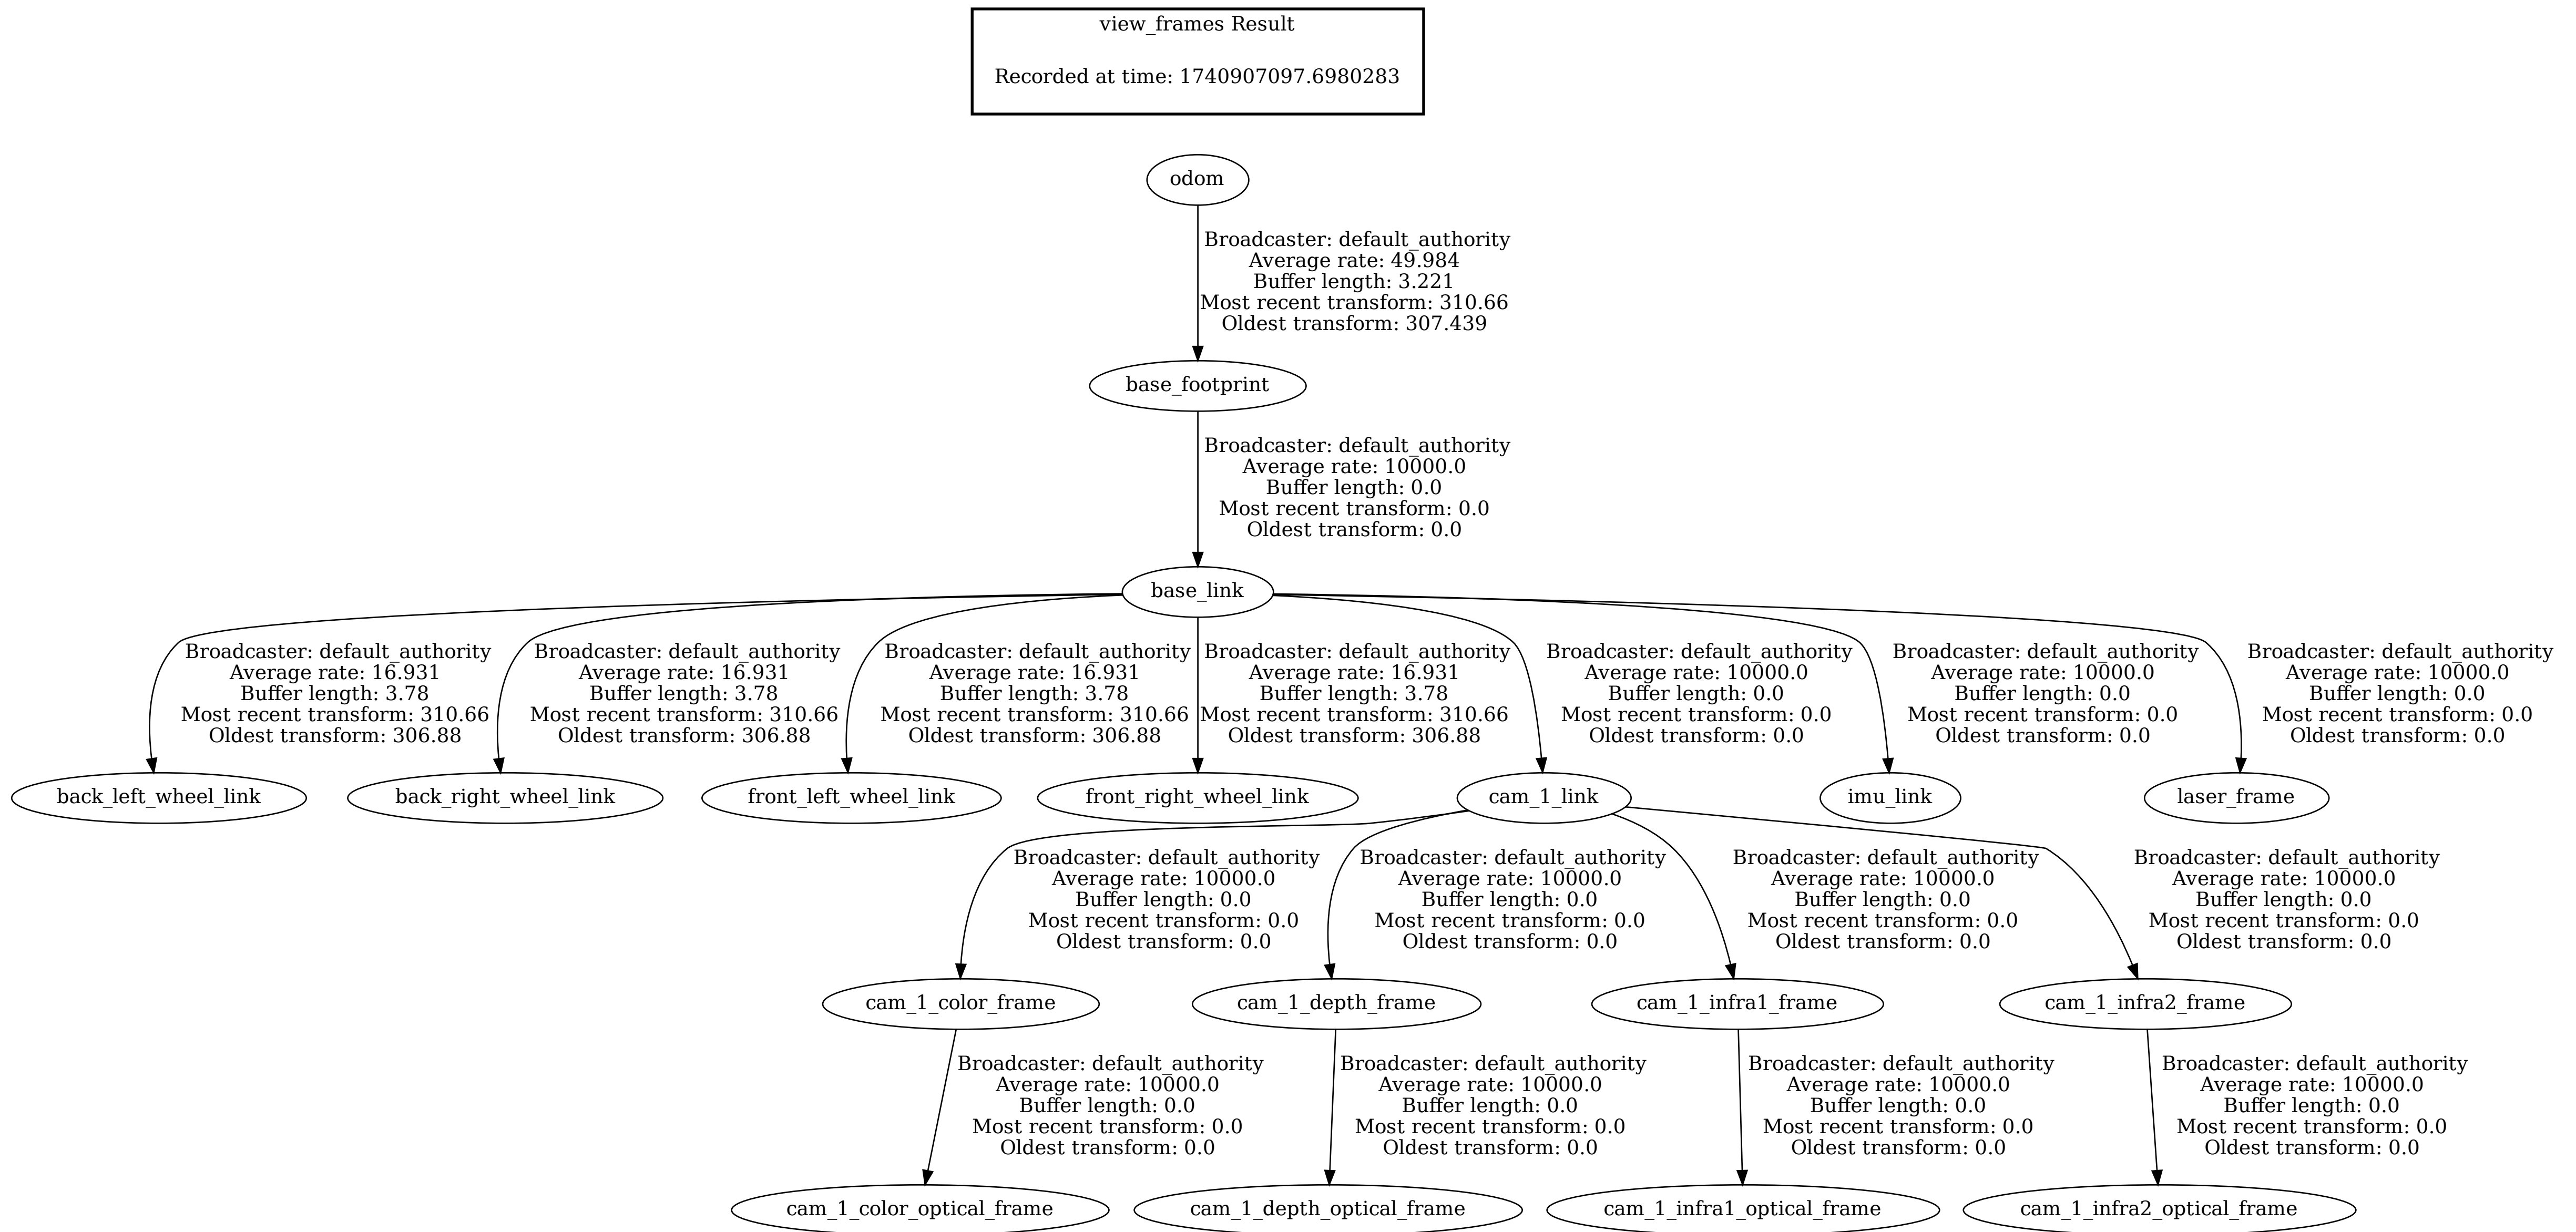 view_frames Result
Recorded at time: 1740907097.6980283
odom
Broadcaster: default_authority
Average rate: 49.984
Buffer length: 3.221
Most recent transform: 310.66
Oldest transform: 307.439
base_footprint
Broadcaster: default_authority
Average rate: 10000.0
Buffer length: 0.0
Most recent transform: 0.0
Oldest transform: 0.0
base_link
Broadcaster: default_authority
Average rate: 16.931
Buffer length: 3.78
Most recent transform: 310.66
Oldest transform: 306.88
Broadcaster: default_authority
Average rate: 16.931
Buffer length: 3.78
Most recent transform: 310.66
Oldest transform: 306.88
Broadcaster: default_authority
Average rate: 16.931
Buffer length: 3.78
Most recent transform: 310.66
Oldest transform: 306.88
Broadcaster: default_authority
Average rate: 16.931
Buffer length: 3.78
Most recent transform: 310.66
Oldest transform: 306.88
Broadcaster: default_authority
Average rate: 10000.0
Buffer length: 0.0
Most recent transform: 0.0
Oldest transform: 0.0
Broadcaster: default_authority
Average rate: 10000.0
Buffer length: 0.0
Most recent transform: 0.0
Oldest transform: 0.0
Broadcaster: default_authority
Average rate: 10000.0
Buffer length: 0.0
Most recent transform: 0.0
Oldest transform: 0.0
back_left_wheel_link
back_right_wheel_link
front_left_wheel_link
front_right_wheel_link
cam_1_link
imu_link
laser_frame
Broadcaster: default_authority
Average rate: 10000.0
Buffer length: 0.0
Most recent transform: 0.0
Oldest transform: 0.0
Broadcaster: default_authority
Average rate: 10000.0
Buffer length: 0.0
Most recent transform: 0.0
Oldest transform: 0.0
Broadcaster: default_authority
Average rate: 10000.0
Buffer length: 0.0
Most recent transform: 0.0
Oldest transform: 0.0
Broadcaster: default_authority
Average rate: 10000.0
Buffer length: 0.0
Most recent transform: 0.0
Oldest transform: 0.0
cam_1_color_frame
cam_1_depth_frame
cam_1_infra1_frame
cam_1_infra2_frame
Broadcaster: default_authority
Average rate: 10000.0
Buffer length: 0.0
Most recent transform: 0.0
Oldest transform: 0.0
Broadcaster: default_authority
Average rate: 10000.0
Buffer length: 0.0
Most recent transform: 0.0
Oldest transform: 0.0
Broadcaster: default_authority
Average rate: 10000.0
Buffer length: 0.0
Most recent transform: 0.0
Oldest transform: 0.0
Broadcaster: default_authority
Average rate: 10000.0
Buffer length: 0.0
Most recent transform: 0.0
Oldest transform: 0.0
cam_1_color_optical_frame
cam_1_depth_optical_frame
cam_1_infra1_optical_frame
cam_1_infra2_optical_frame